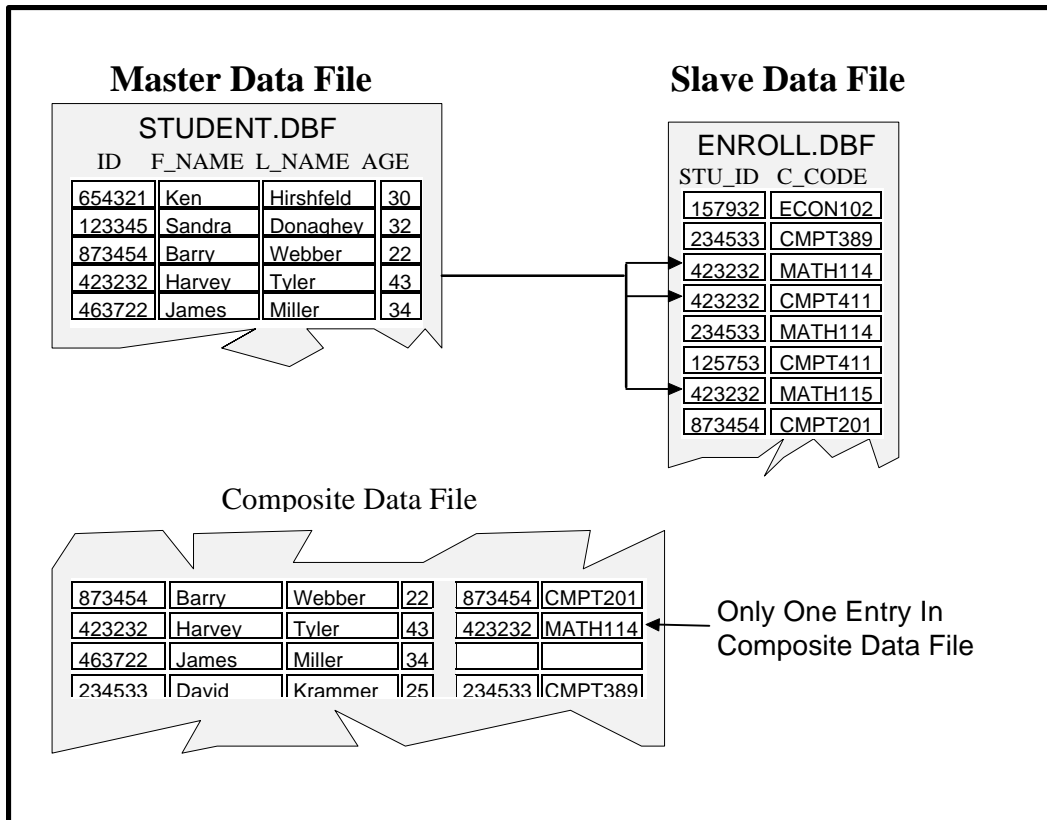 Master Data File
STUDENT.DBF
ID F_NAME L_NAME AGE
654321 Ken Hirshfeld 30
123345 Sandra Donaghey 32
873454 Barry Webber 22
423232 Harvey Tyler 43
463722 James Miller 34
Slave Data File
ENROLL.DBF
STU_ID C_CODE
157932 ECON102
234533 CMPT389
423232 MATH114
423232 CMPT411
234533 MATH114
125753 CMPT411
423232 MATH115
873454 CMPT201
Composite Data File
873454 Barry Webber 22 873454 CMPT201
423232 Harvey Tyler 43 423232 MATH114
463722 James Miller 34
234533 David Krammer 25 234533 CMPT389
Only One Entry In
Composite Data File